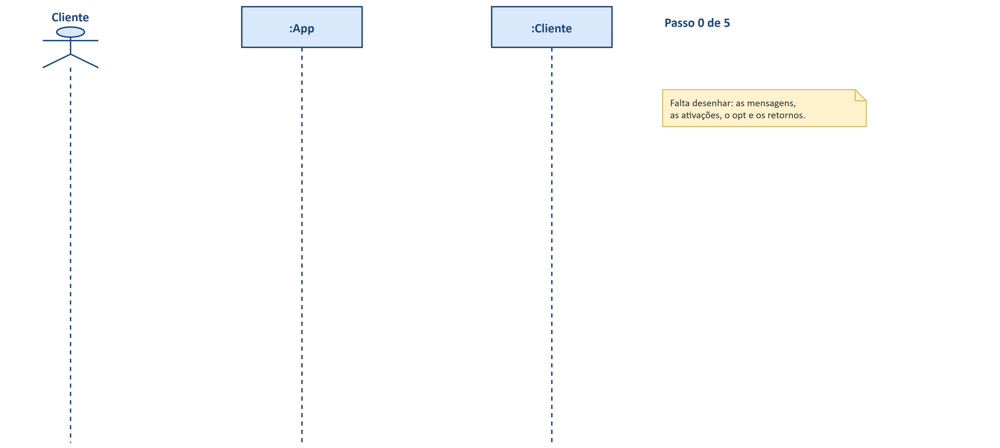 Cliente
:App
:Cliente
Passo 0 de 5
Falta desenhar: as mensagens,
as ativações, o opt e os retornos.